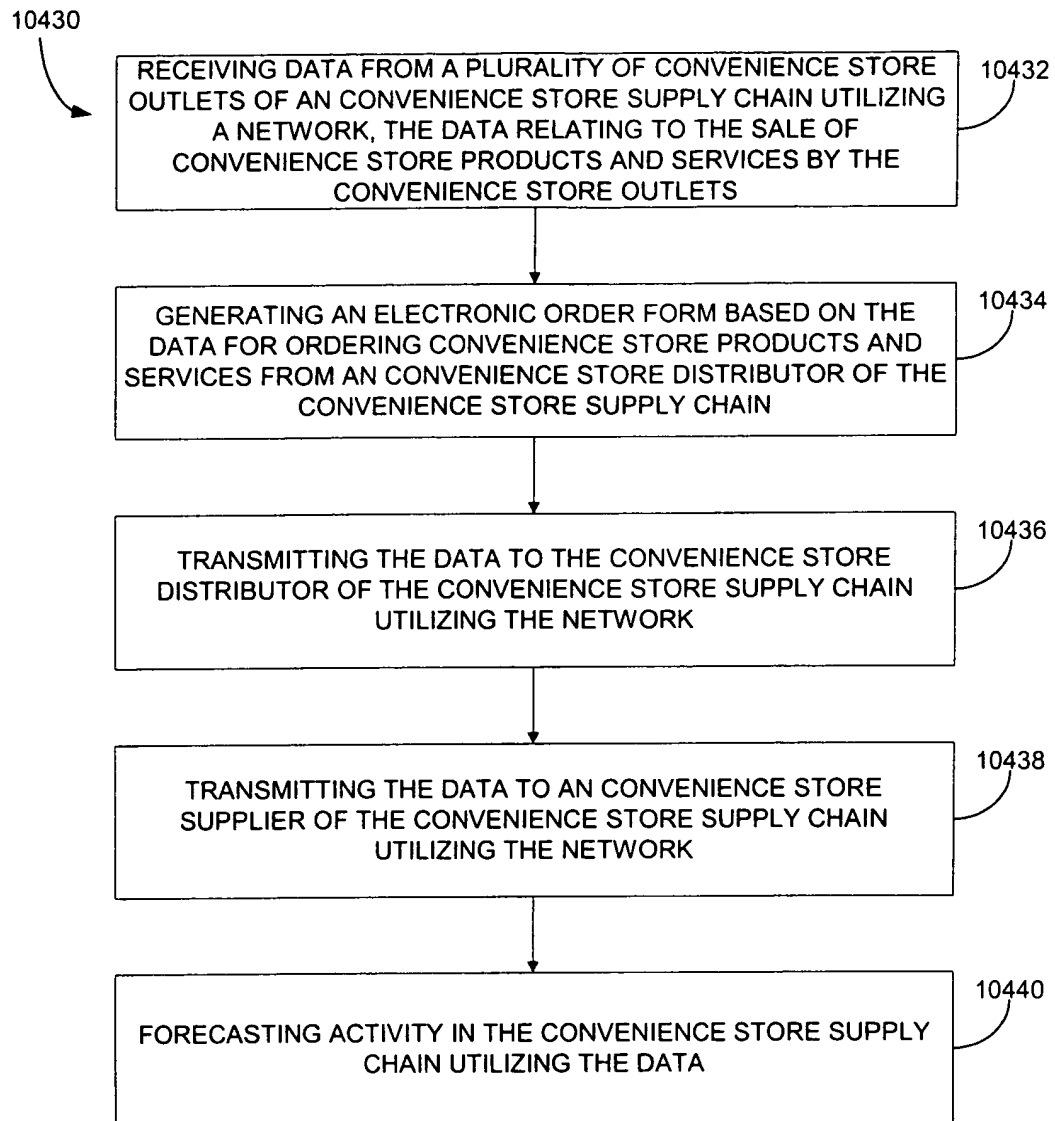 10430
RECEIVING DATA FROM A PLURALITY OF CONVENIENCE STORE
OUTLETS OF AN CONVENIENCE STORE SUPPLY CHAIN UTILIZING
A NETWORK, THE DATA RELATING TO THE SALE OF
CONVENIENCE STORE PRODUCTS AND SERVICES BY THE
CONVENIENCE STORE OUTLETS
10432
GENERATING AN ELECTRONIC ORDER FORM BASED ON THE
DATA FOR ORDERING CONVENIENCE STORE PRODUCTS AND
SERVICES FROM AN CONVENIENCE STORE DISTRIBUTOR OF THE
CONVENIENCE STORE SUPPLY CHAIN
10434
TRANSMITTING THE DATA TO THE CONVENIENCE STORE
DISTRIBUTOR OF THE CONVENIENCE STORE SUPPLY CHAIN
UTILIZING THE NETWORK
10436
TRANSMITTING THE DATA TO AN CONVENIENCE STORE
SUPPLIER OF THE CONVENIENCE STORE SUPPLY CHAIN
UTILIZING THE NETWORK
10438
FORECASTING ACTIVITY IN THE CONVENIENCE STORE SUPPLY
CHAIN UTILIZING THE DATA
10440